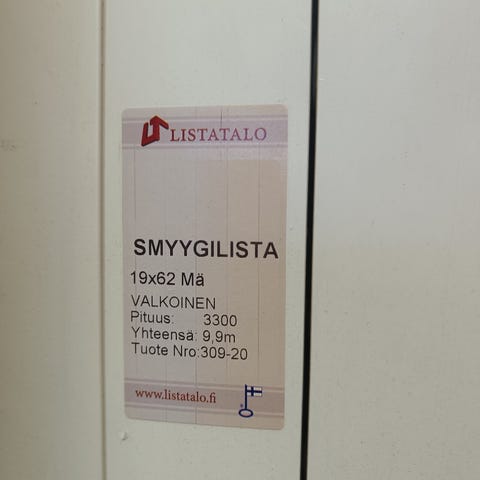 LISTATALO
SMYYGILISTA
19x62 Mä
VALKOINEN
Pituus: 3300
Yhteensä: 9,9m
Tuote Nro:309-20
www.listatalo.fi